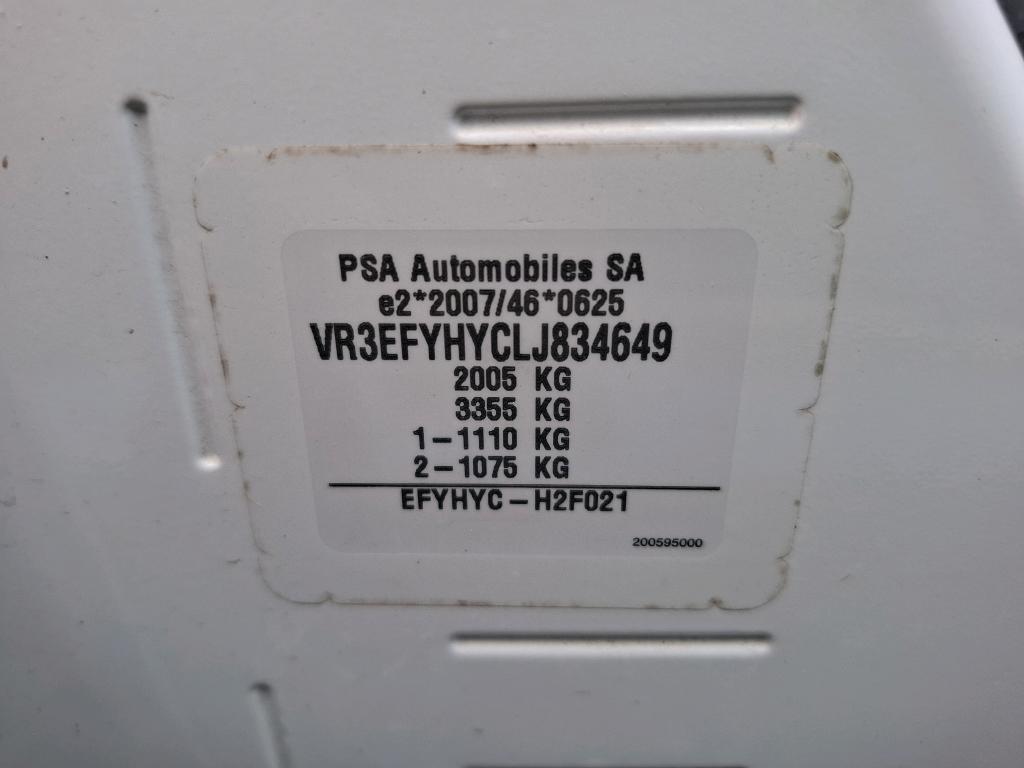 PSA Automobiles SA
e2*2007/46*0625
VR3EFYHYCLJ834649
2005 KG
3355 KG
1-1110 KG
2-1075 KG
EFYHYC-H2F021
200595000